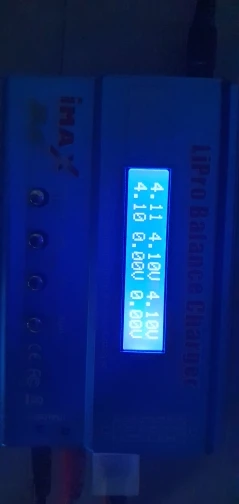 iMAX
LiPro Balance Charger
4.11 4.10V 4.10V
4.10 0.00V 0.00V